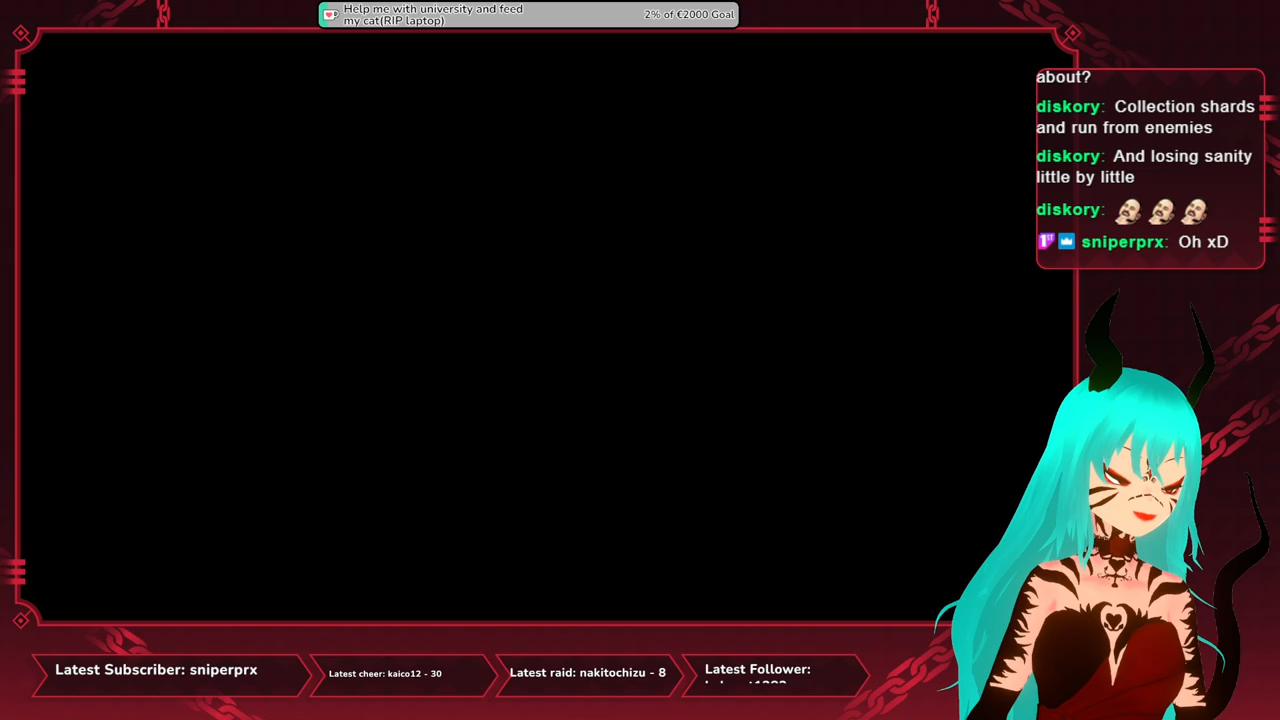 Help me with university and feed
my cat(RIP laptop)
2% of €2000 Goal
about?
diskory: Collection shards
and run from enemies
diskory: And losing sanity
little by little
diskory:
sniperprx: Oh xD
Latest Subscriber: sniperprx
Latest cheer: kaico12 - 30
Latest raid: nakitochizu - 8
Latest Follower: